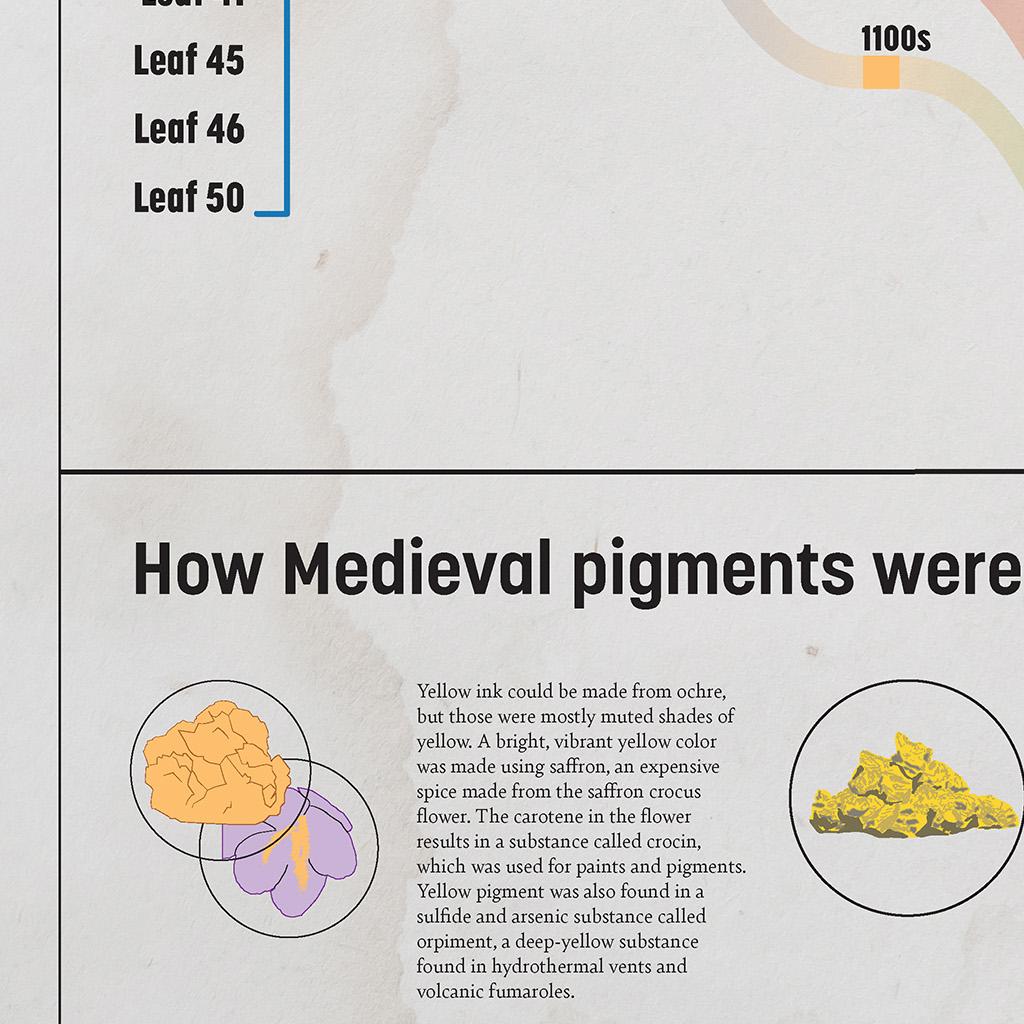 1100s
Leaf 45
Leaf 46
Leaf 50
How Medieval pigments were
Yellow ink could be made from ochre,
but those were mostly muted shades of
yellow. A bright, vibrant yellow color
was made using saffron, an expensive
spice made from the saffron crocus
flower. The carotene in the flower
results in a substance called crocin,
which was used for paints and pigments.
Yellow pigment was also found in a
sulfide and arsenic substance called
orpiment, a deep-yellow substance
found in hydrothermal vents and
volcanic fumaroles.